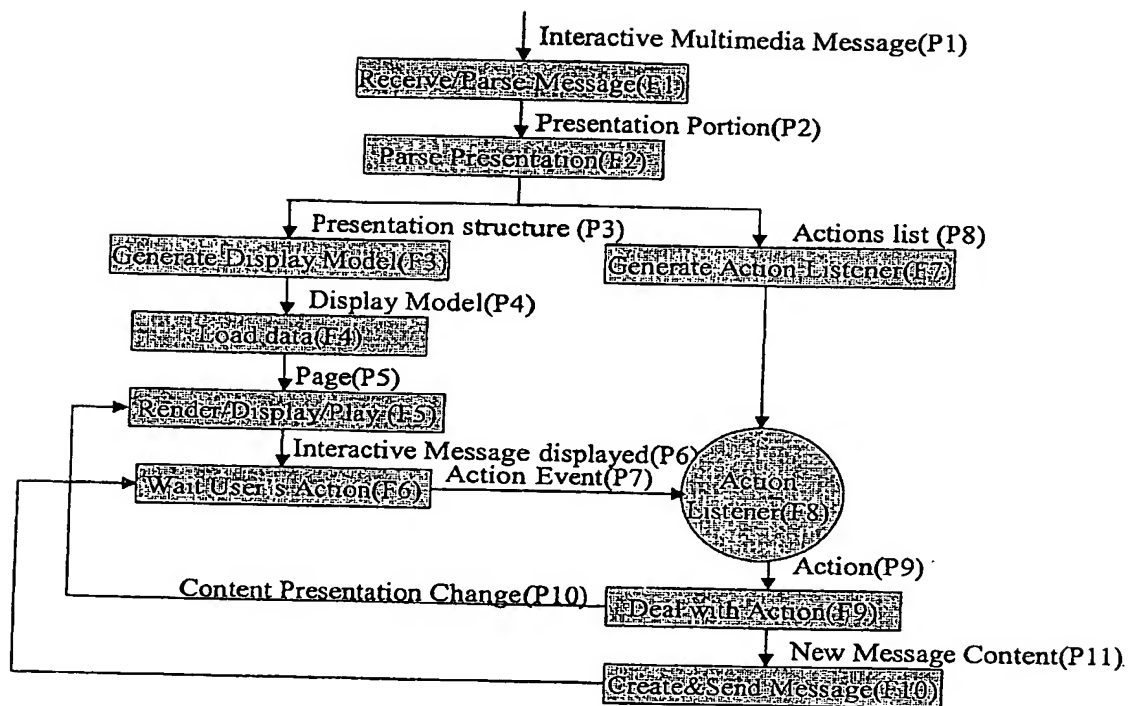 Interactive Multimedia Message(P1)
Receive/Parse Message(F1)
Presentation Portion(P2)
Parse Presentation(F2)
Presentation structure (P3)
Actions list (P8)
Generate Display Model(F3)
Generate Action Listener(F7)
Display Model(P4)
Load data(F4)
Page(P5)
Render/Display/Play (F5)
Interactive Message displayed(P6)
Wait User's Action(F6)
Action Event(P7)
Action
Listener(F8)
Action(P9)
Content Presentation Change(P10)
Deal with Action(F9)
New Message Content(P11)
Create&Send Message(F10)